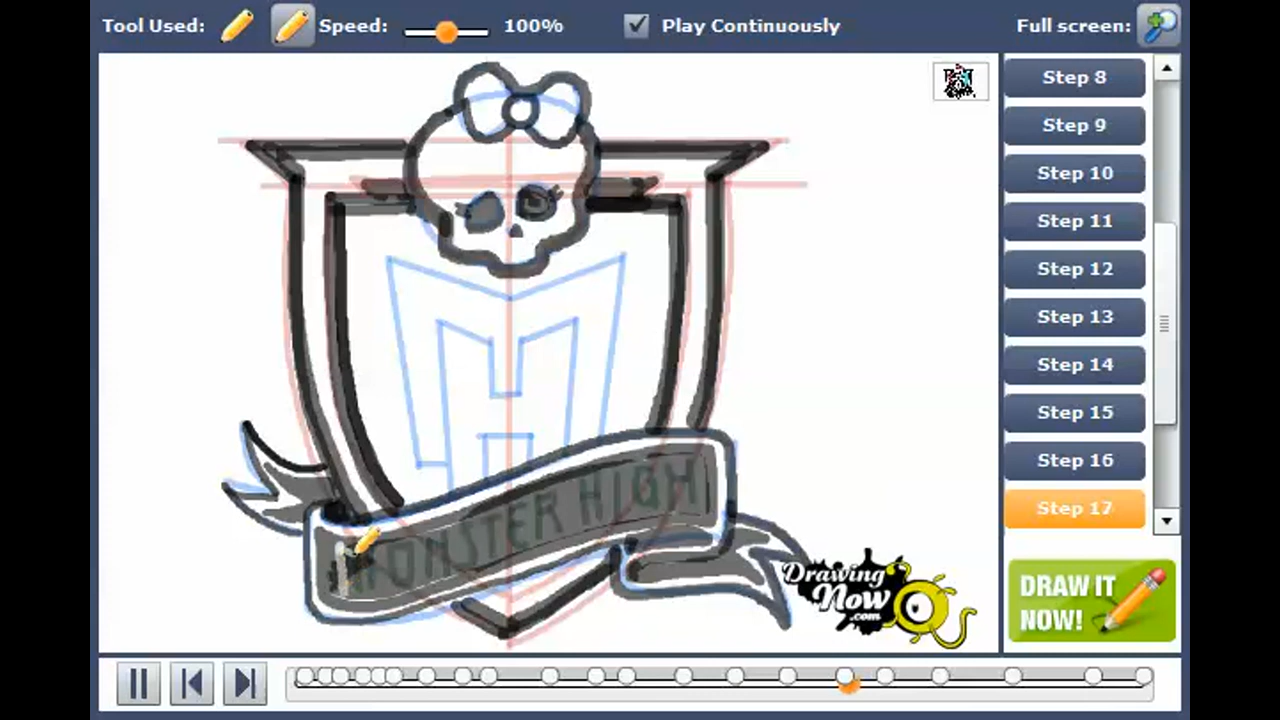 Tool Used: Speed: 100% Play Continuously Full screen:
Step 8
Step 9
Step 10
Step 11
Step 12
Step 13
Step 14
Step 15
Step 16
Step 17
MONSTER HIGH
Drawing
Now
.com
DRAW IT
NOW!